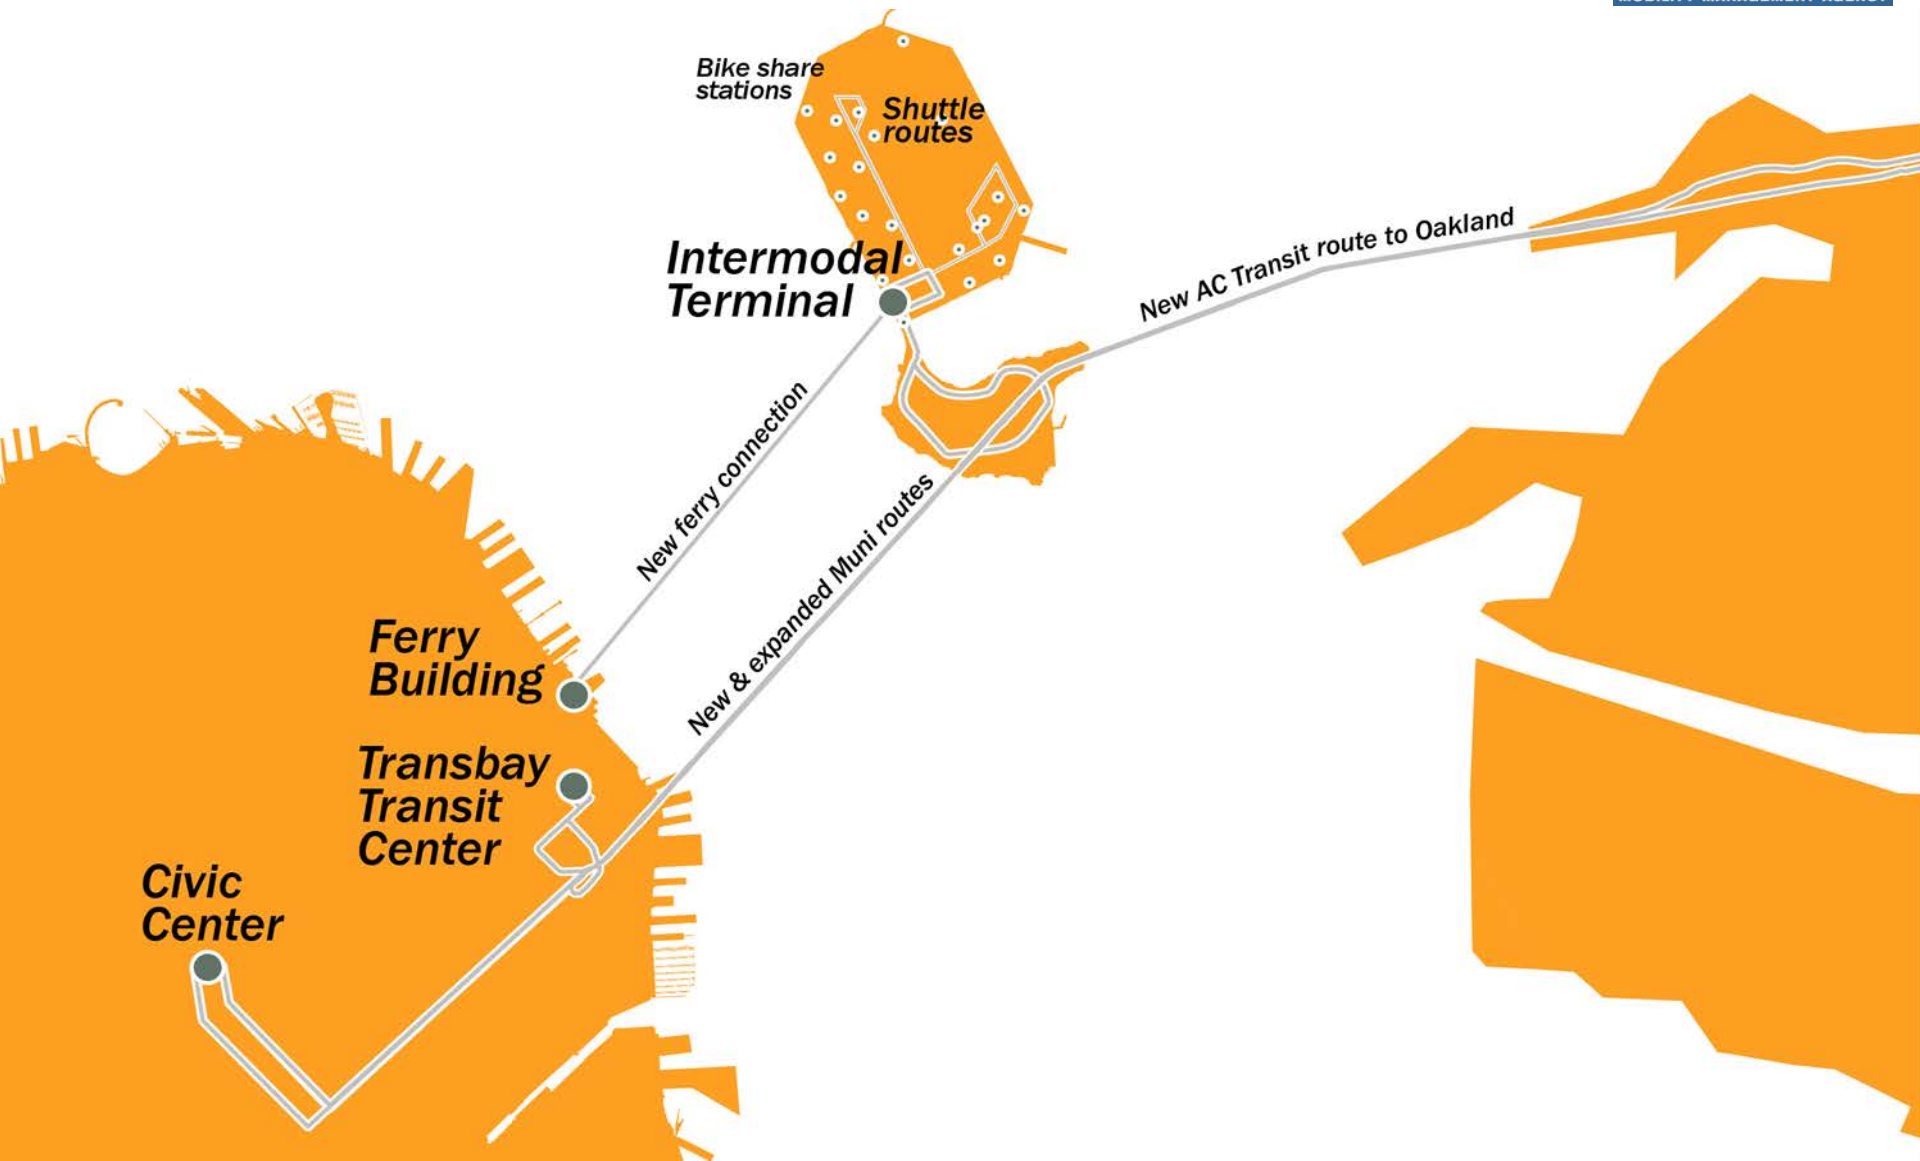 Bike share
stations
Shuttle
routes
Intermodal
Terminal
New AC Transit route to Oakland
New ferry connection
New & expanded Muni routes
Ferry
Building
Transbay
Transit
Center
Civic
Center